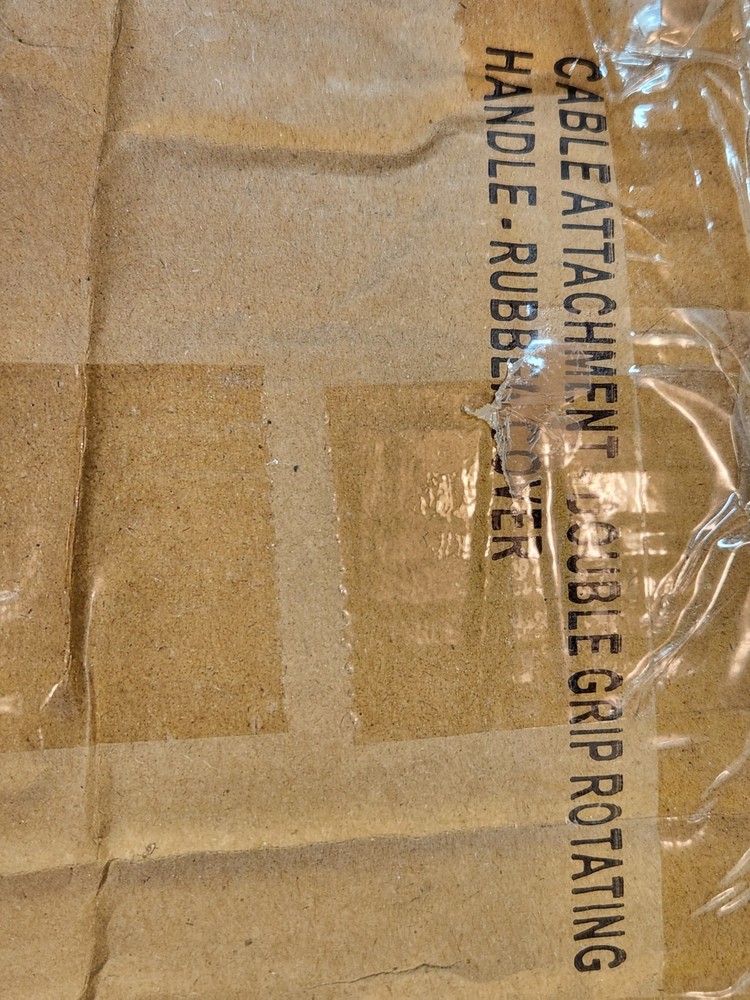 CABLE ATTACHMENT - DOUBLE GRIP ROTATING
HANDLE - RUBBER COVER